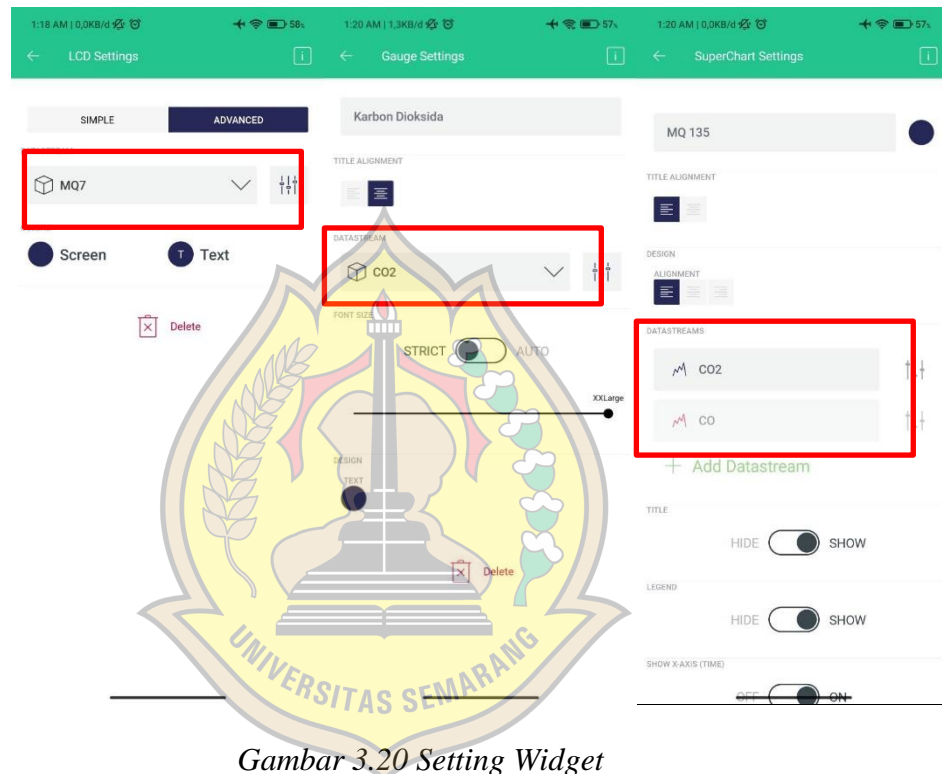 1:18 AM | 0,0KB/d
58%
LCD Settings
SIMPLE
ADVANCED
MQ7
Screen
T Text
Delete
1:20 AM | 1,3KB/d
57%
Gauge Settings
Karbon Dioksida
TITLE ALIGNMENT
DATASTREAM
CO2
FONT SIZE
STRICT
AUTO
XXLarge
DESIGN
TEXT
Delete
1:20 AM | 0,0KB/d
57%
SuperChart Settings
MQ 135
TITLE ALIGNMENT
DESIGN
ALIGNMENT
DATASTREAMS
CO2
CO
+ Add Datastream
TITLE
HIDE
SHOW
LEGEND
HIDE
SHOW
SHOW X-AXIS (TIME)
OFF
ON
UNIVERSITAS SEMARANG
Gambar 3.20 Setting Widget